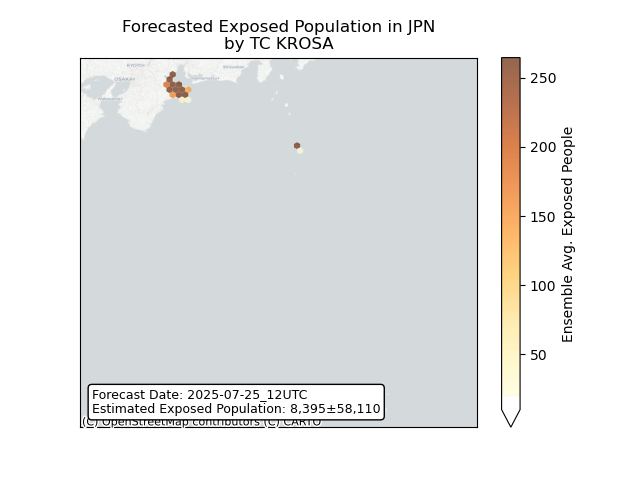 Forecasted Exposed Population in JPN
by TC KROSA
OSAKA
250
200
150
100
50
Ensemble Avg. Exposed People
Forecast Date: 2025-07-25_12UTC
Estimated Exposed Population: 8,395±58,110
(C) OpenStreetMap contributors (C) CARTO